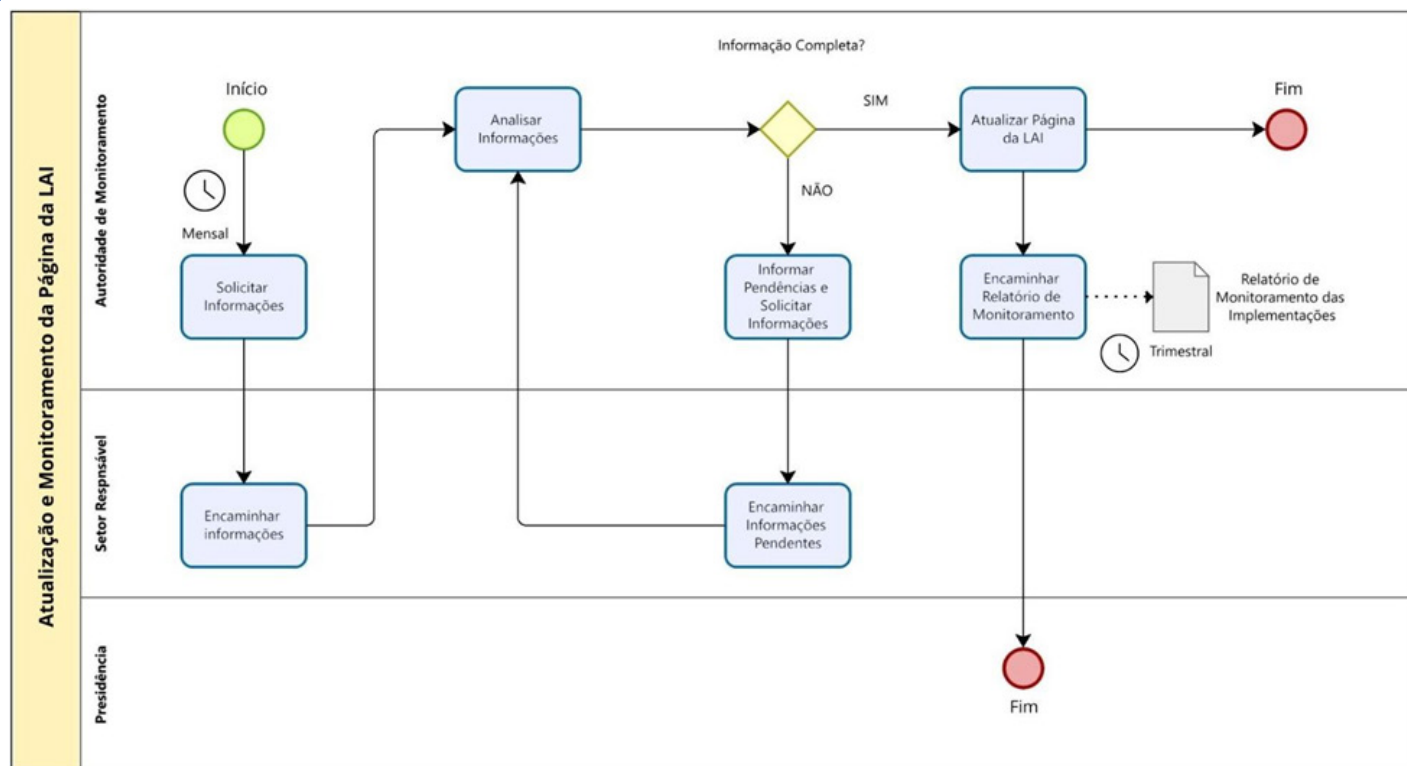 Atualização e Monitoramento da Página da LAI
Autoridade de Monitoramento
Informação Completa?
Início
Mensal
Solicitar
Informações
Analisar
Informações
SIM
NÃO
Informar
Pendências e
Solicitar
Informações
Atualizar Página
da LAI
Fim
Encaminhar
Relatório de
Monitoramento
Relatório de
Monitoramento das
Implementações
Trimestral
Setor Respnsável
Encaminhar
informações
Encaminhar
Informações
Pendentes
Presidência
Fim